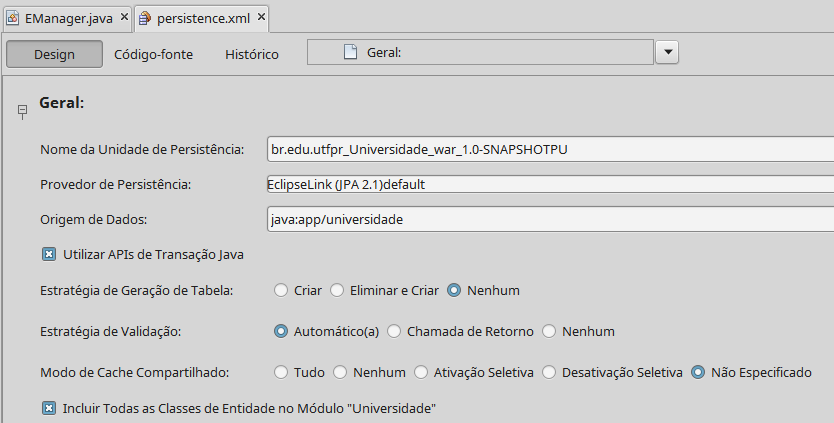 EManager.java × persistence.xml ×
Design Código-fonte Histórico Geral:
Geral:
Nome da Unidade de Persistência: br.edu.utfpr_Universidade_war_1.0-SNAPSHOTPU
Provedor de Persistência: EclipseLink (JPA 2.1)default
Origem de Dados: java:app/universidade
Utilizar APIs de Transação Java
Estratégia de Geração de Tabela: Criar Eliminar e Criar Nenhum
Estratégia de Validação: Automático(a) Chamada de Retorno Nenhum
Modo de Cache Compartilhado: Tudo Nenhum Ativação Seletiva Desativação Seletiva Não Especificado
Incluir Todas as Classes de Entidade no Módulo "Universidade"